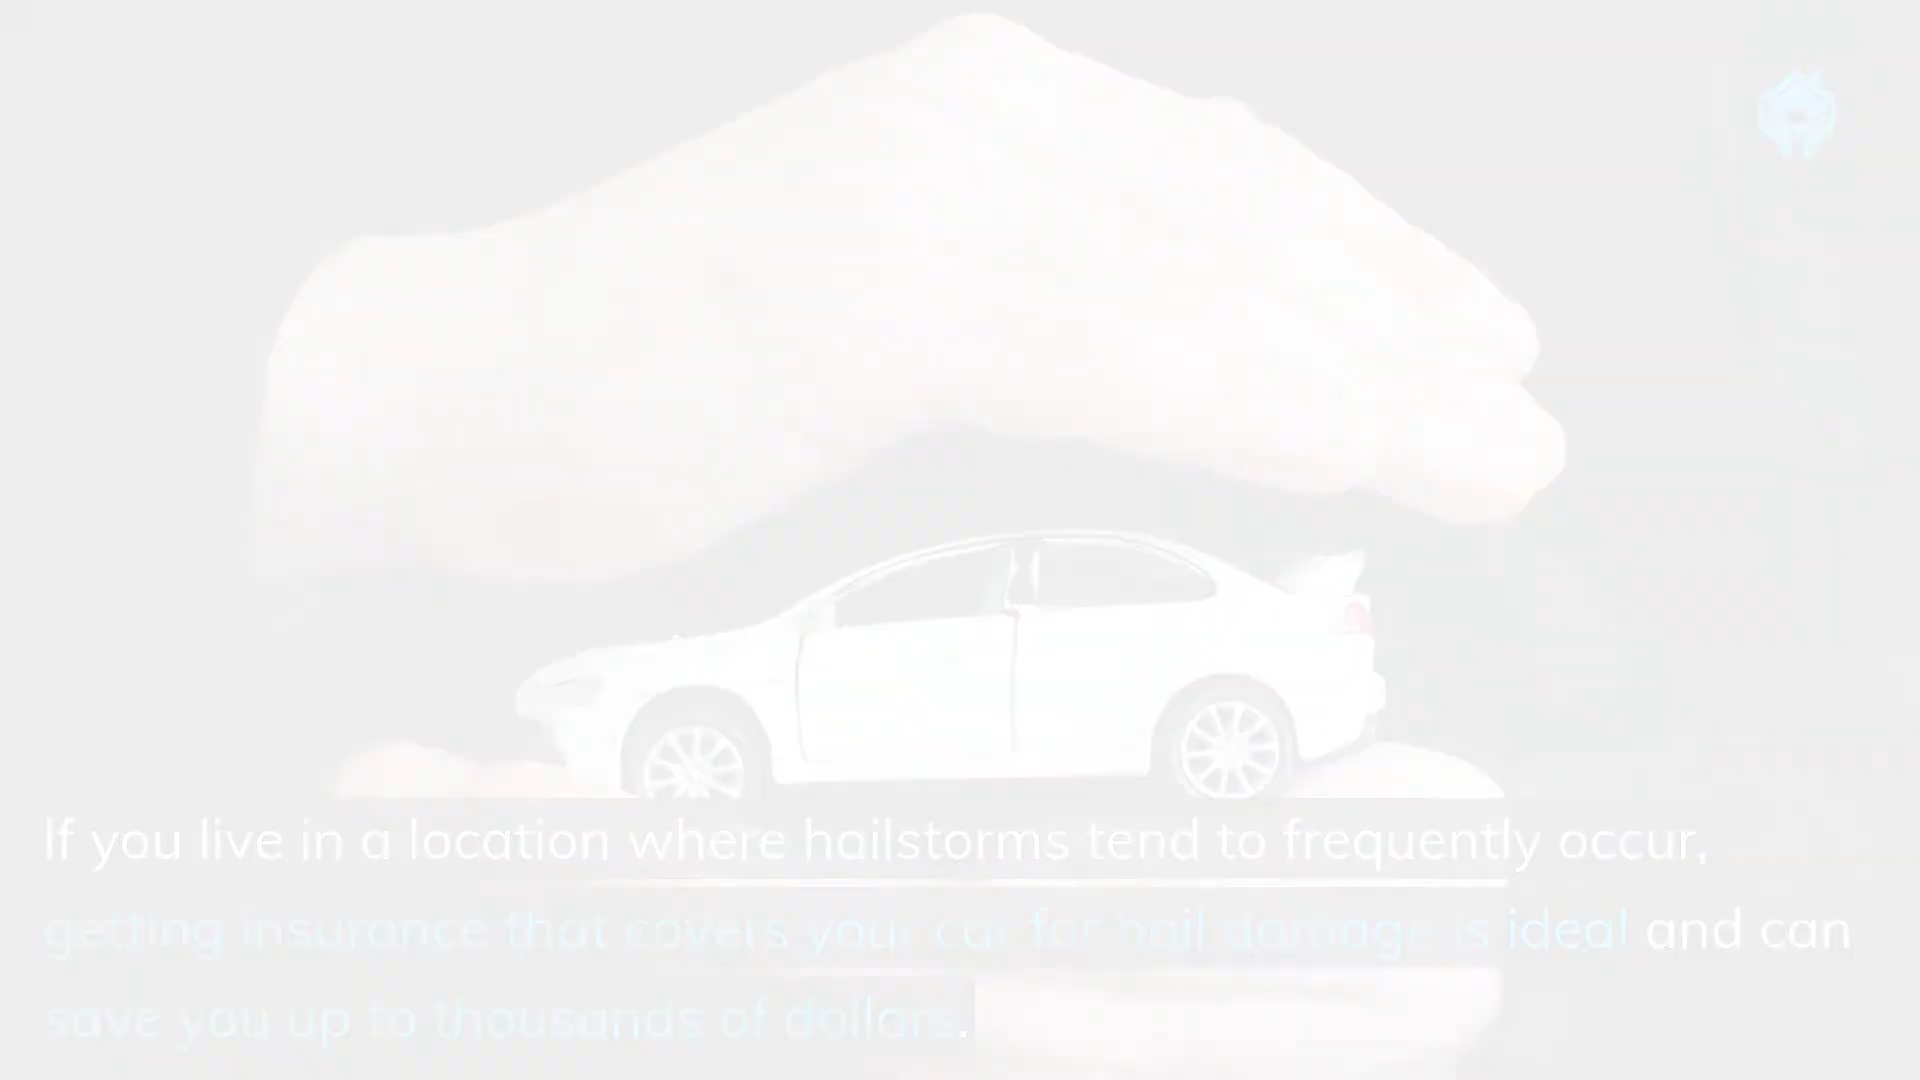 If you live in a location where hailstorms tend to frequently occur,
getting insurance that covers your car for hail damage is ideal and can
save you up to thousands of dollars.